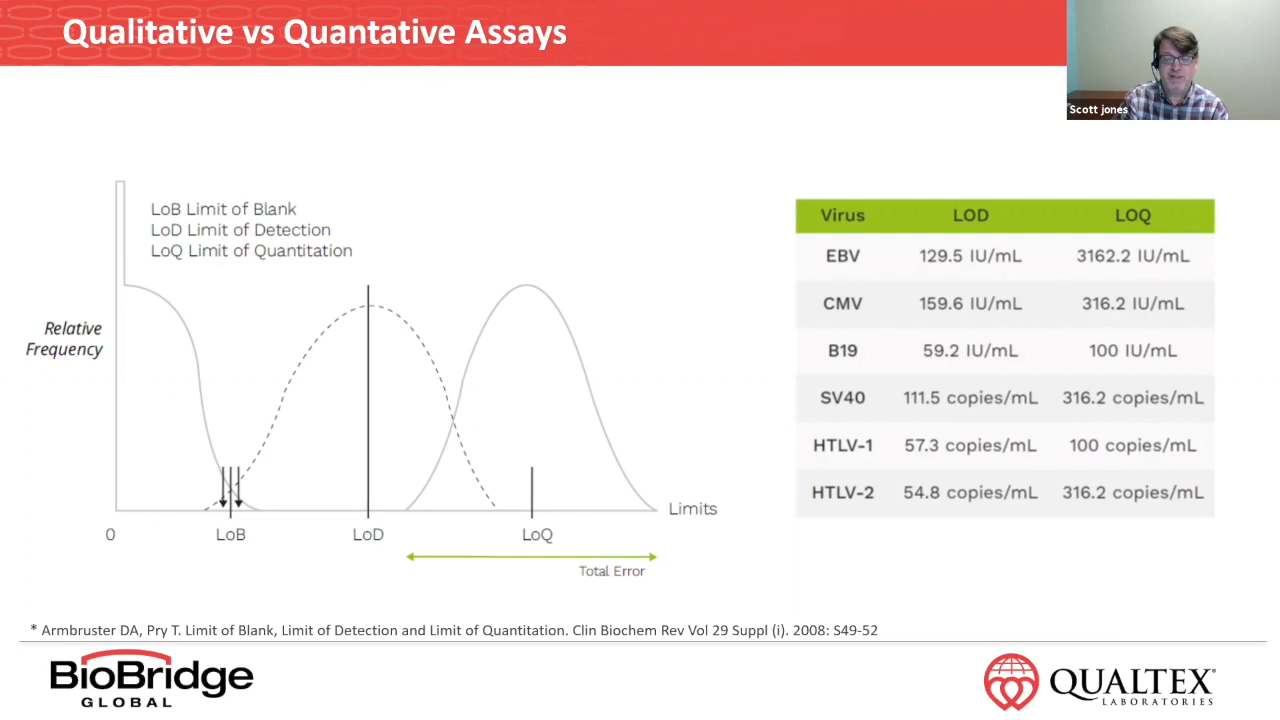 Qualitative vs Quantative Assays
Scott jones
LoB Limit of Blank
LoD Limit of Detection
LoQ Limit of Quantitation
Relative
Frequency
0 LoB LoD LoQ
Limits
Total Error
Virus LOD LOQ
EBV 129.5 IU/mL 3162.2 IU/mL
CMV 159.6 IU/mL 316.2 IU/mL
B19 59.2 IU/mL 100 IU/mL
SV40 111.5 copies/mL 316.2 copies/mL
HTLV-1 57.3 copies/mL 100 copies/mL
HTLV-2 54.8 copies/mL 316.2 copies/mL
* Armbruster DA, Pry T. Limit of Blank, Limit of Detection and Limit of Quantitation. Clin Biochem Rev Vol 29 Suppl (i). 2008: S49-52
BioBridge
GLOBAL
QUALTEX
LABORATORIES